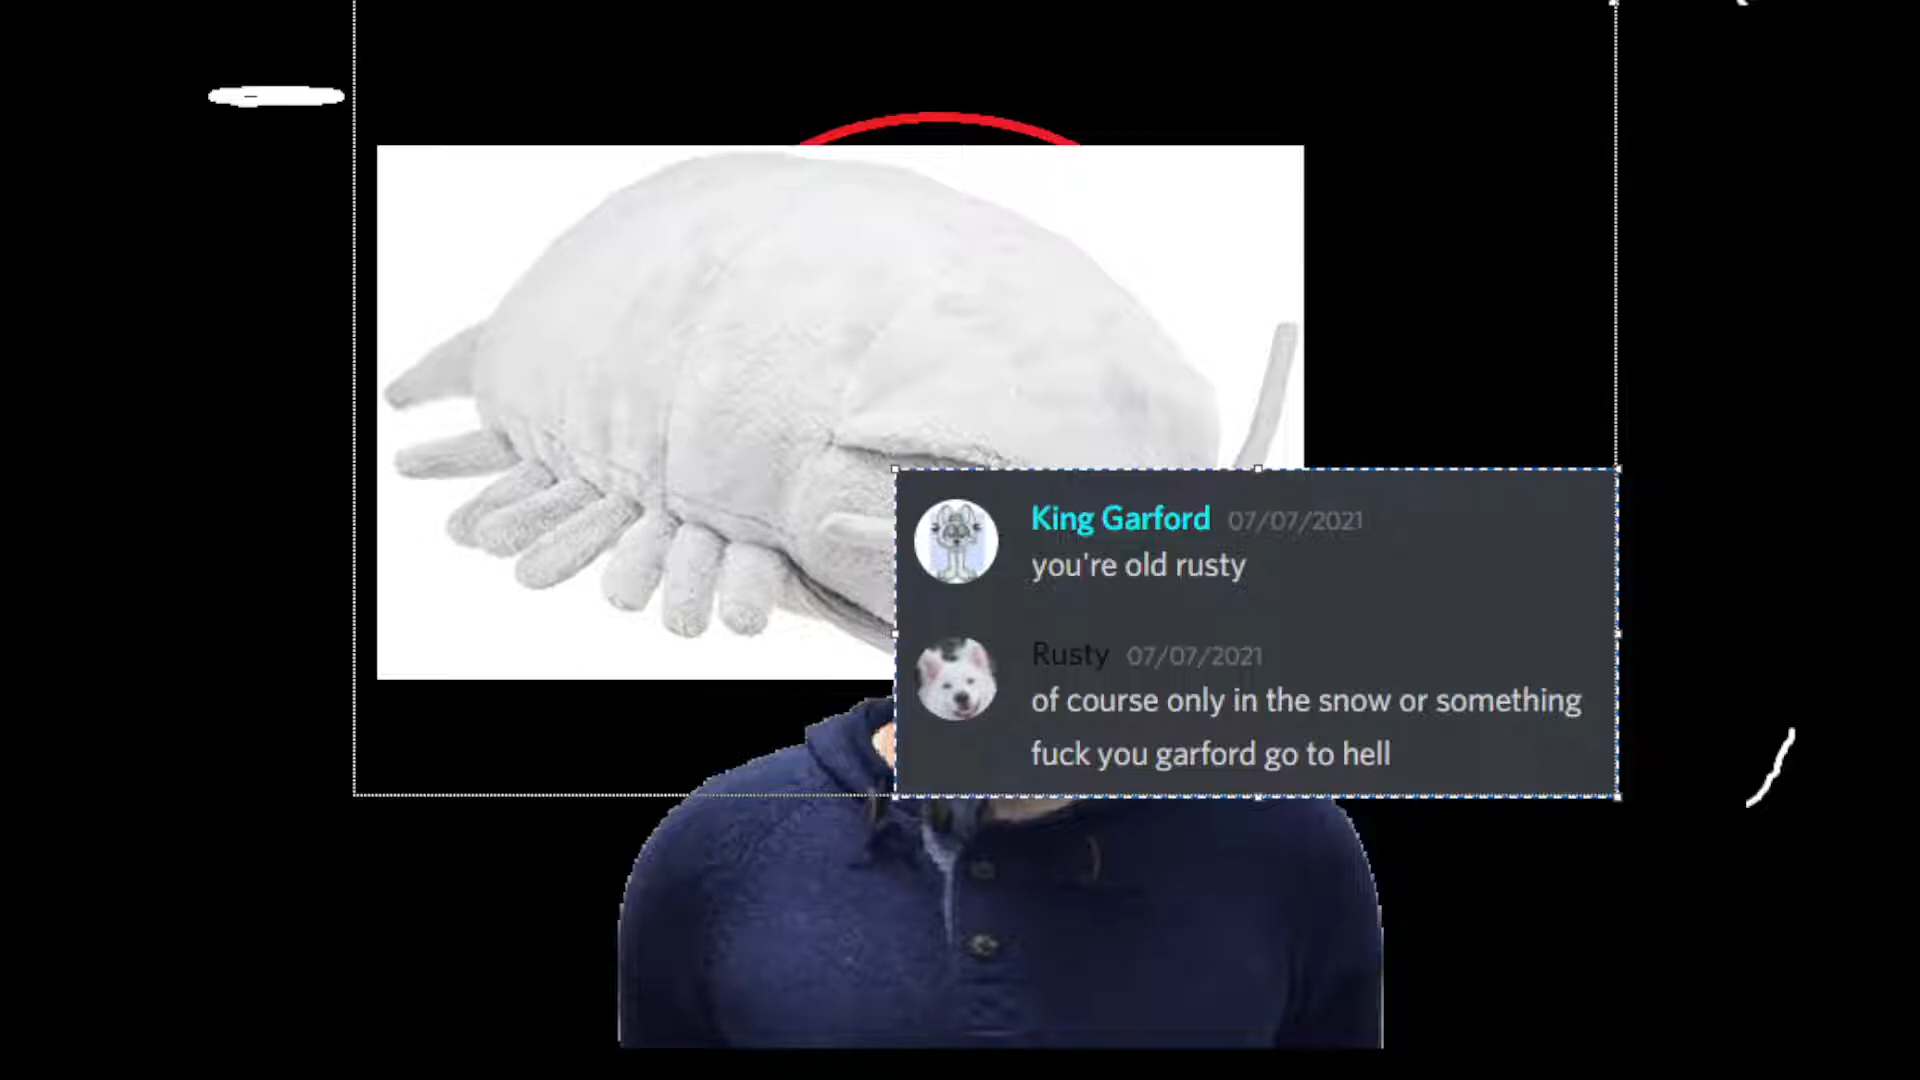 King Garford 07/07/2021
you're old rusty
Rusty 07/07/2021
of course only in the snow or something
fuck you garford go to hell